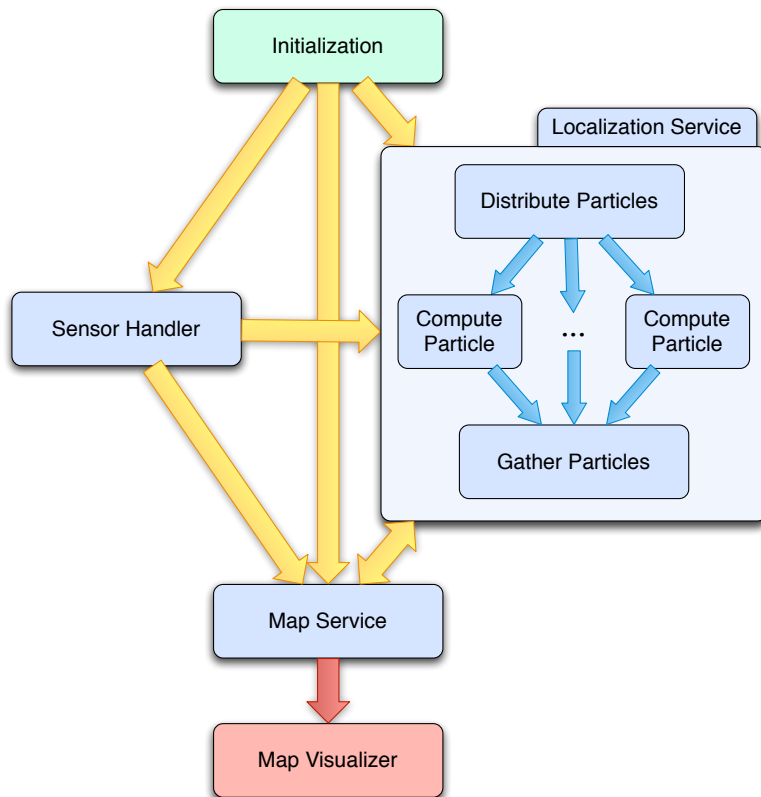 Initialization
Localization Service
Distribute Particles
Sensor Handler
Compute
Particle
...
Compute
Particle
Gather Particles
Map Service
Map Visualizer